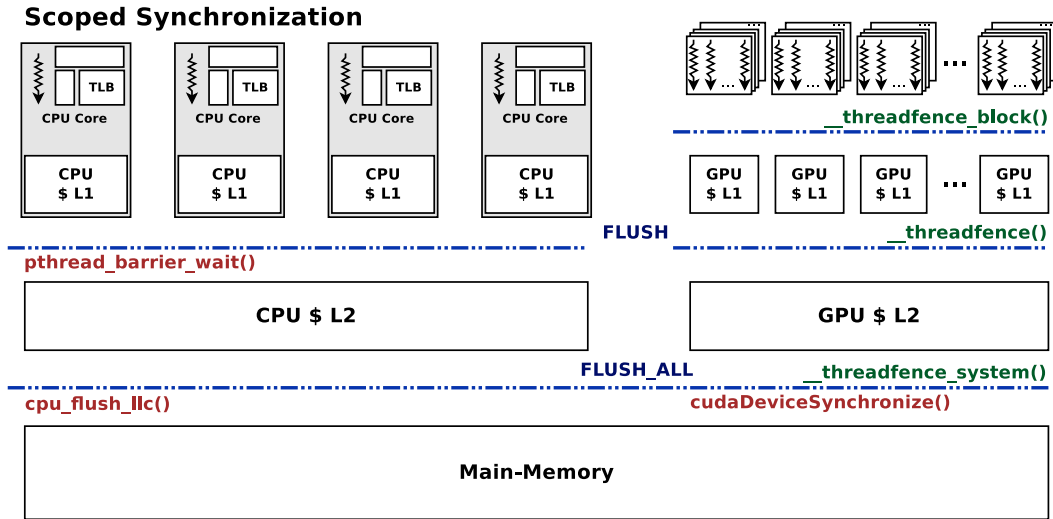 Scoped Synchronization
TLB
TLB
TLB
TLB
CPU Core
CPU Core
CPU Core
CPU Core
... ... ... ...
... ... ... ... ...
__threadfence_block()
CPU
$ L1
CPU
$ L1
CPU
$ L1
CPU
$ L1
GPU
$ L1
GPU
$ L1
GPU
$ L1
...
GPU
$ L1
FLUSH
__threadfence()
pthread_barrier_wait()
CPU $ L2
GPU $ L2
FLUSH_ALL
__threadfence_system()
cpu_flush_llc()
cudaDeviceSynchronize()
Main-Memory